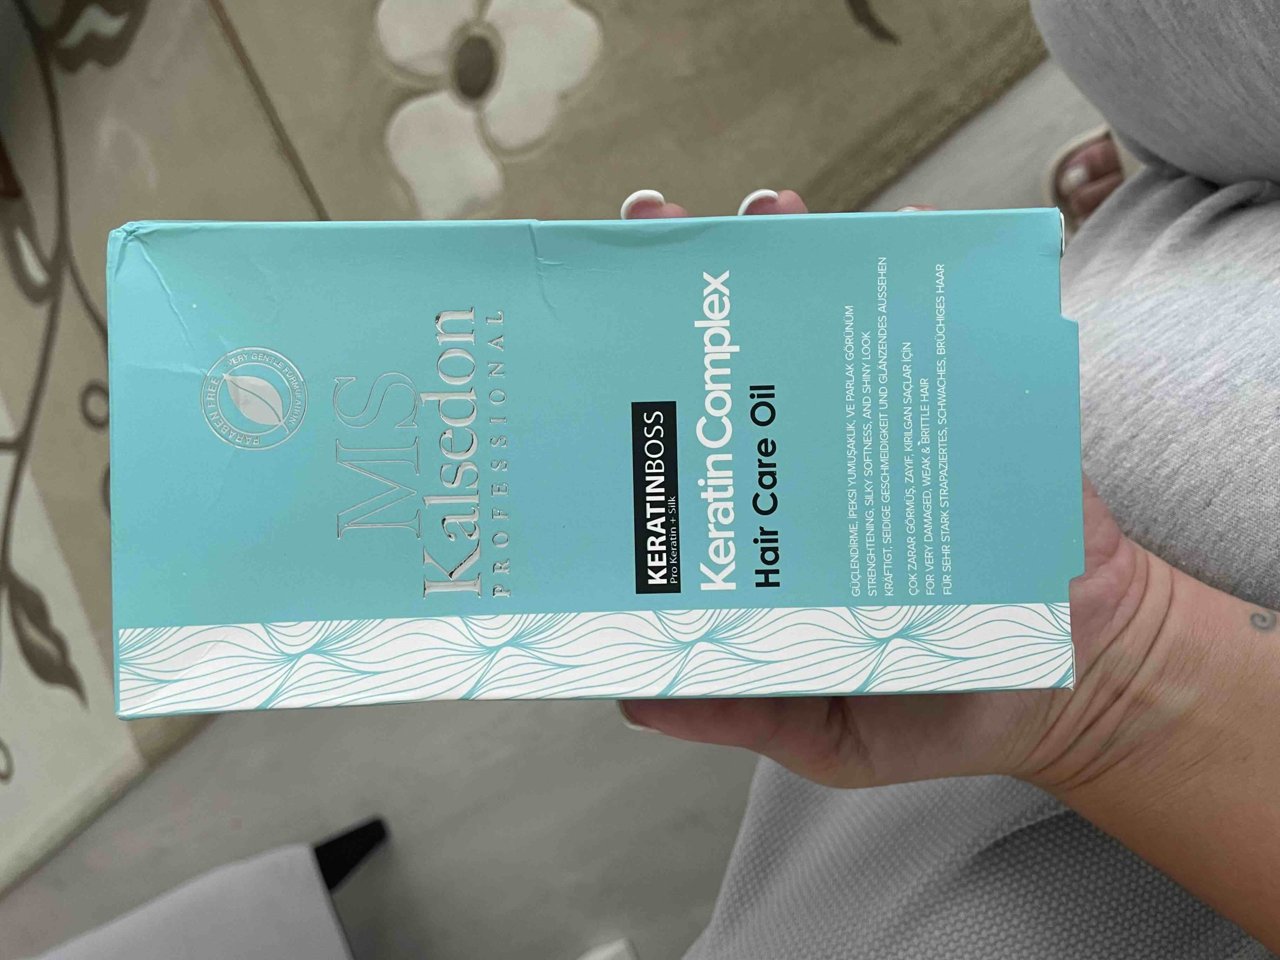 PARABEN FREE
VERY GENTLE FORMULATION
MS
Kalsedon
PROFESSIONAL
KERATINBOSS
Pro Keratin + Silk
Keratin Complex
Hair Care Oil
GÜÇLENDİRME, İPEKSİ YUMUŞAKLIK, VE PARLAK GÖRÜNÜM
STRENGHTENING, SILKY SOFTNESS, AND SHINY LOOK
KRÄFTIGT, SEIDIGE GESCHMEIDIGKEIT UND GLÄNZENDES AUSSEHEN
ÇOK ZARAR GÖRMÜŞ, ZAYIF, KIRILGAN SAÇLAR İÇİN
FOR VERY DAMAGED, WEAK & BRITTLE HAIR
FÜR SEHR STARK STRAPAZIERTES, SCHWACHES, BRÜCHIGES HAAR